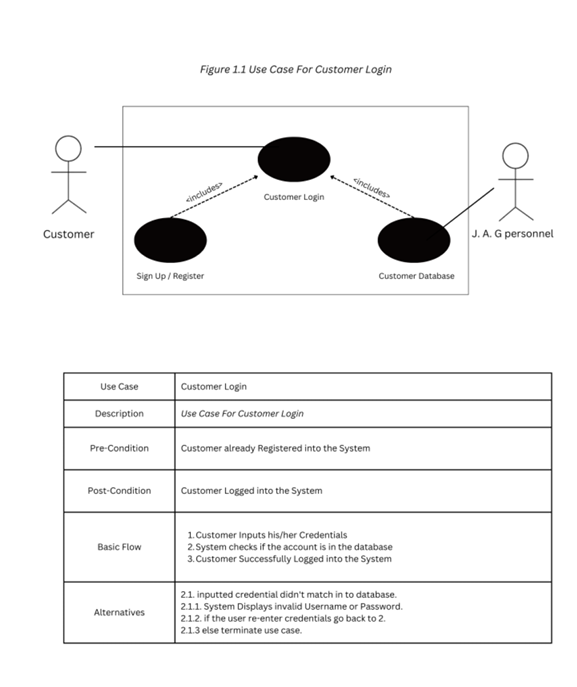 Figure 1.1 Use Case For Customer Login
<includes>
<includes>
Customer Login
Customer
J. A. G personnel
Sign Up / Register
Customer Database
Use Case
Customer Login
Description
Use Case For Customer Login
Pre-Condition
Customer already Registered into the System
Post-Condition
Customer Logged into the System
Basic Flow
1.Customer Inputs his/her Credentials
2.System checks if the account is in the database
3.Customer Successfully Logged into the System
Alternatives
2.1. inputted credential didn't match in to database.
2.1.1. System Displays invalid Username or Password.
2.1.2. if the user re-enter credentials go back to 2.
2.1.3 else terminate use case.